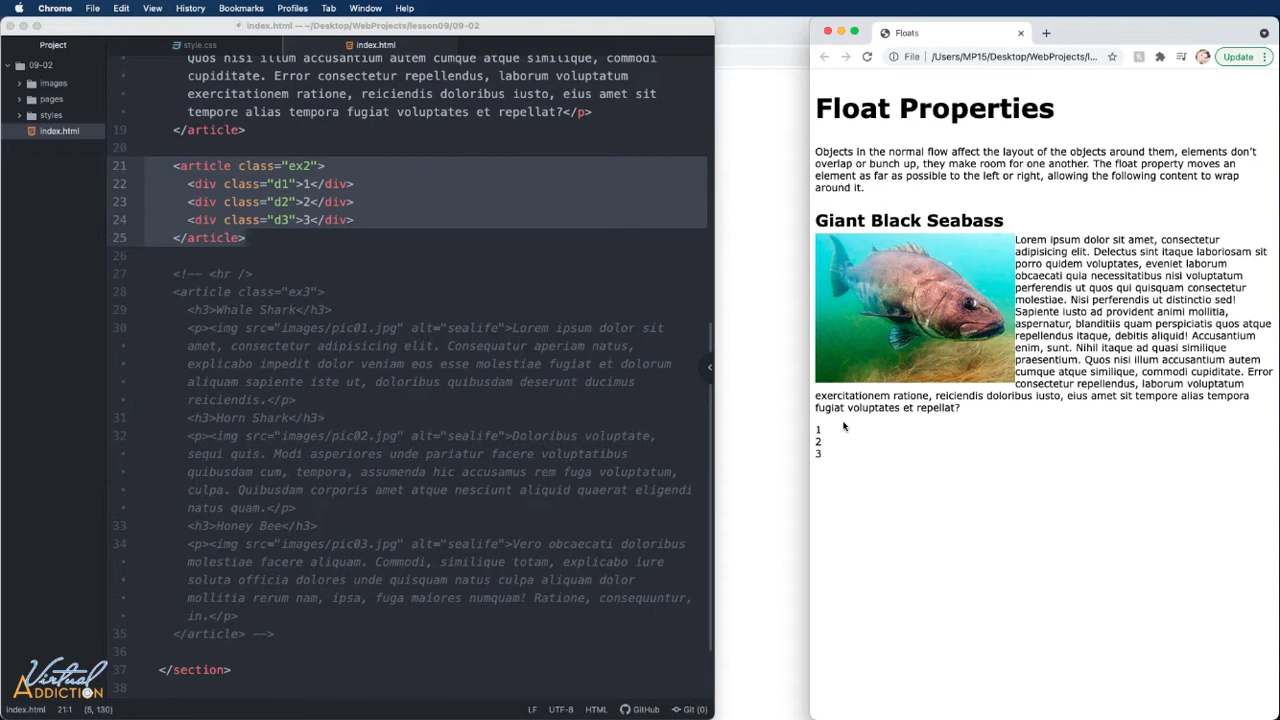 Chrome File Edit View History Bookmarks Profiles Tab Window Help
index.html — ~/Desktop/WebProjects/lesson09/09-02
Project
style.css
index.html
09-02
images
pages
styles
index.html
Quos nisi illum accusantium autem cumque atque similique, commodi
cupiditate. Error consectetur repellendus, laborum voluptatum
exercitationem ratione, reiciendis doloribus iusto, eius amet sit
tempore alias tempora fugiat voluptates et repellat?</p>
19 </article>
20
21 <article class="ex2">
22 <div class="d1">1</div>
23 <div class="d2">2</div>
24 <div class="d3">3</div>
25 </article>
26
27 <!-- <hr />
28 <article class="ex3">
29 <h3>Whale Shark</h3>
30 <p><img src="images/pic01.jpg" alt="sealife">Lorem ipsum dolor sit
amet, consectetur adipisicing elit. Consequatur aperiam natus,
explicabo impedit dolor veniam eos esse molestiae fugiat et dolorum
aliquam sapiente iste ut, doloribus quibusdam deserunt ducimus
reiciendis.</p>
31 <h3>Horn Shark</h3>
32 <p><img src="images/pic02.jpg" alt="sealife">Doloribus voluptate,
sequi quis. Modi asperiores unde pariatur facere voluptatibus
quibusdam cum, tempora, assumenda hic accusamus rem fuga voluptatum,
culpa. Quibusdam corporis amet atque nesciunt aliquid quaerat eligendi
natus quam.</p>
33 <h3>Honey Bee</h3>
34 <p><img src="images/pic03.jpg" alt="sealife">Vero obcaecati doloribus
molestiae facere aliquam. Commodi, similique totam, explicabo iure
soluta officia dolores unde quisquam natus culpa aliquam dolor
mollitia rerum nam, ipsa, fuga maiores numquam! Ratione, consequuntur,
in.</p>
35 </article> -->
36
37 </section>
38
Virtual
Addiction
index.html 21:1 (5, 130) LF UTF-8 HTML GitHub Git (0)
Floats
File /Users/MP15/Desktop/WebProjects/l... Update
Float Properties
Objects in the normal flow affect the layout of the objects around them, elements don't
overlap or bunch up, they make room for one another. The float property moves an
element as far as possible to the left or right, allowing the following content to wrap
around it.
Giant Black Seabass
Lorem ipsum dolor sit amet, consectetur
adipisicing elit. Delectus sint itaque laboriosam sit
porro quidem voluptates, eveniet laborum
obcaecati quia necessitatibus nisi voluptatum
perferendis ut quos qui quisquam consectetur
molestiae. Nisi perferendis ut distinctio sed!
Sapiente iusto ad provident animi mollitia,
aspernatur, blanditiis quam perspiciatis quos atque
repellendus itaque, debitis aliquid! Accusantium
enim, sunt. Nihil itaque ad quasi similique
praesentium. Quos nisi illum accusantium autem
cumque atque similique, commodi cupiditate. Error
consectetur repellendus, laborum voluptatum
exercitationem ratione, reiciendis doloribus iusto, eius amet sit tempore alias tempora
fugiat voluptates et repellat?
1
2
3